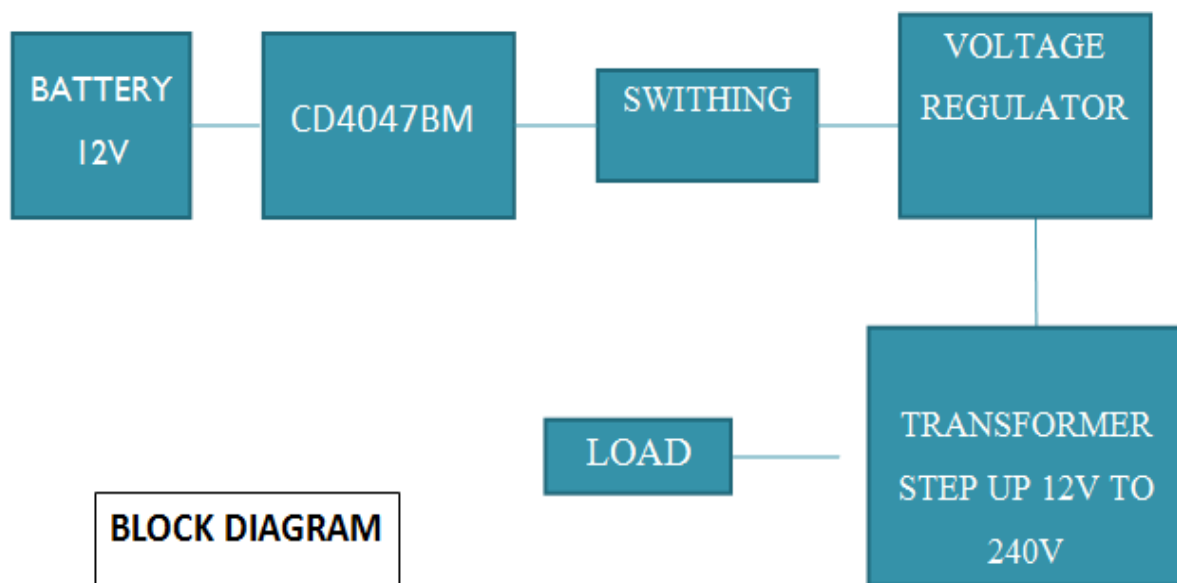 BATTERY
12V
CD4047BM
SWITHING
VOLTAGE
REGULATOR
TRANSFORMER
STEP UP 12V TO
240V
LOAD
BLOCK DIAGRAM